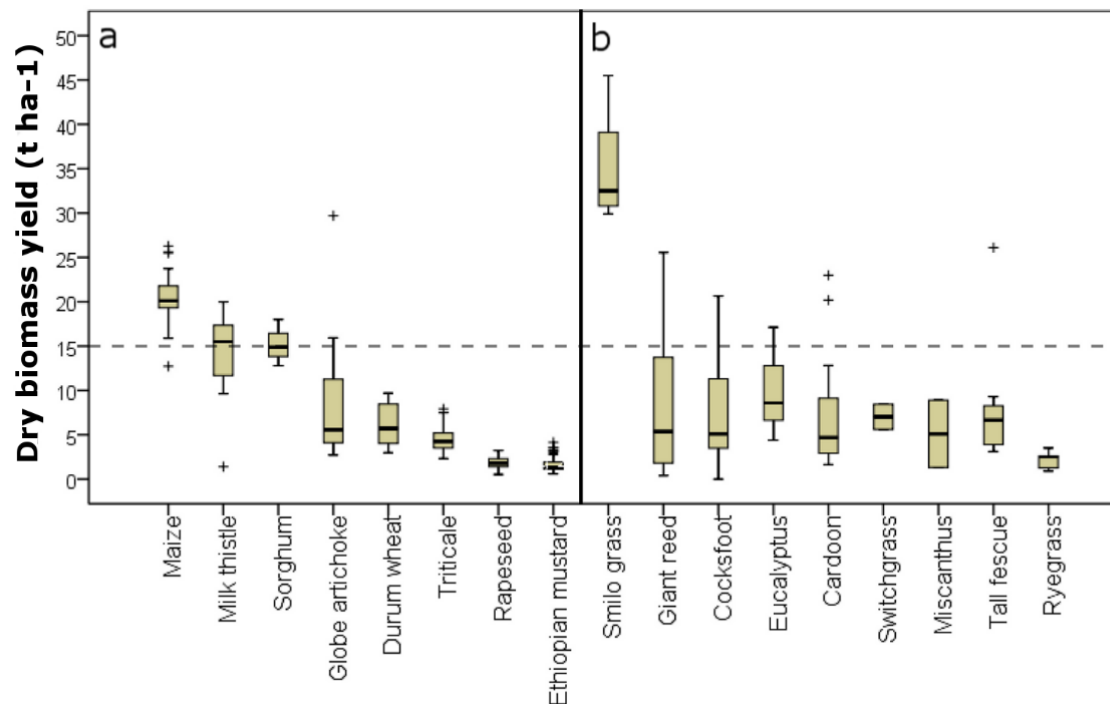 Dry biomass yield (t ha-1)
50
45
40
35
30
25
20
15
10
5
0
a
b
Maize
Milk thistle
Sorghum
Globe artichoke
Durum wheat
Triticale
Rapeseed
Ethiopian mustard
Smilo grass
Giant reed
Cocksfoot
Eucalyptus
Cardoon
Switchgrass
Miscanthus
Tall fescue
Ryegrass